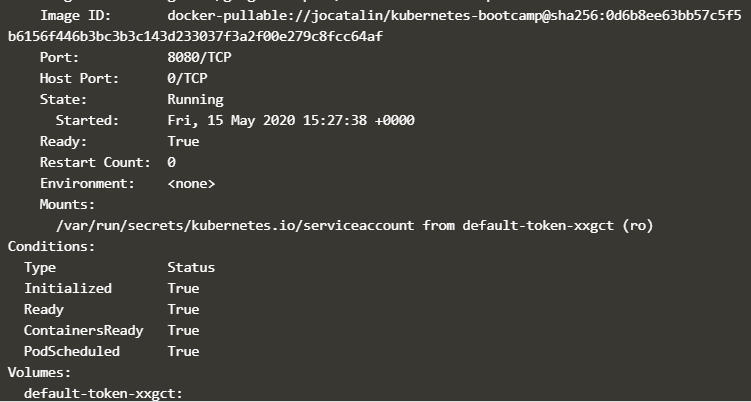 Image ID:       docker-pullable://jocatalin/kubernetes-bootcamp@sha256:0d6b8ee63bb57c5f5
b6156f446b3bc3b3c143d233037f3a2f00e279c8fcc64af
Port:           8080/TCP
Host Port:      0/TCP
State:          Running
Started:      Fri, 15 May 2020 15:27:38 +0000
Ready:          True
Restart Count:  0
Environment:    <none>
Mounts:
/var/run/secrets/kubernetes.io/serviceaccount from default-token-xxgct (ro)
Conditions:
Type              Status
Initialized       True
Ready             True
ContainersReady   True
PodScheduled      True
Volumes:
default-token-xxgct: